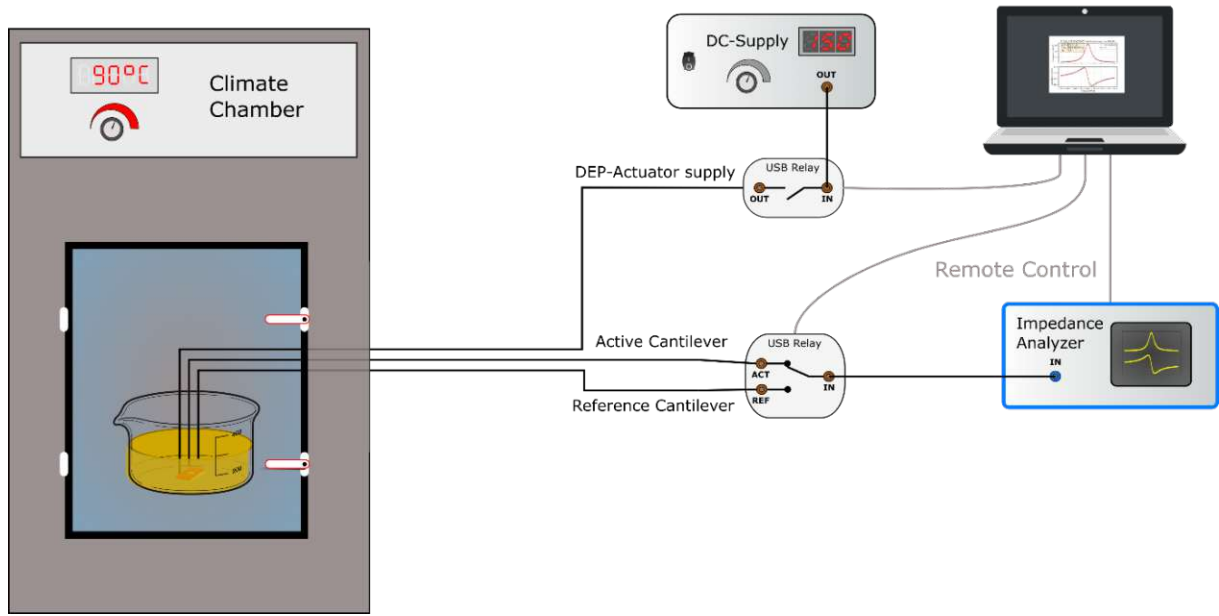 90°C
Climate
Chamber
DC-Supply
150
OUT
DEP-Actuator supply
USB Relay
OUT
IN
Remote Control
Active Cantilever
USB Relay
ACT
IN
REF
Reference Cantilever
Impedance
Analyzer
IN